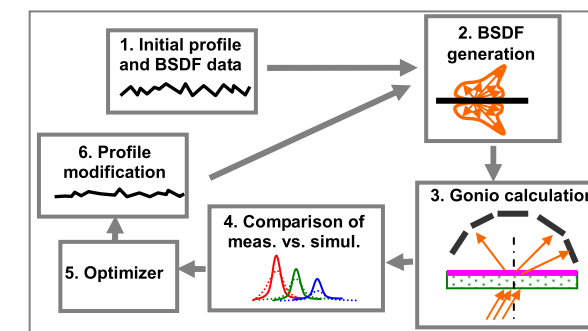 1. Initial profile
and BSDF data
2. BSDF
generation
3. Gonio calculation
4. Comparison of
meas. vs. simul.
5. Optimizer
6. Profile
modification